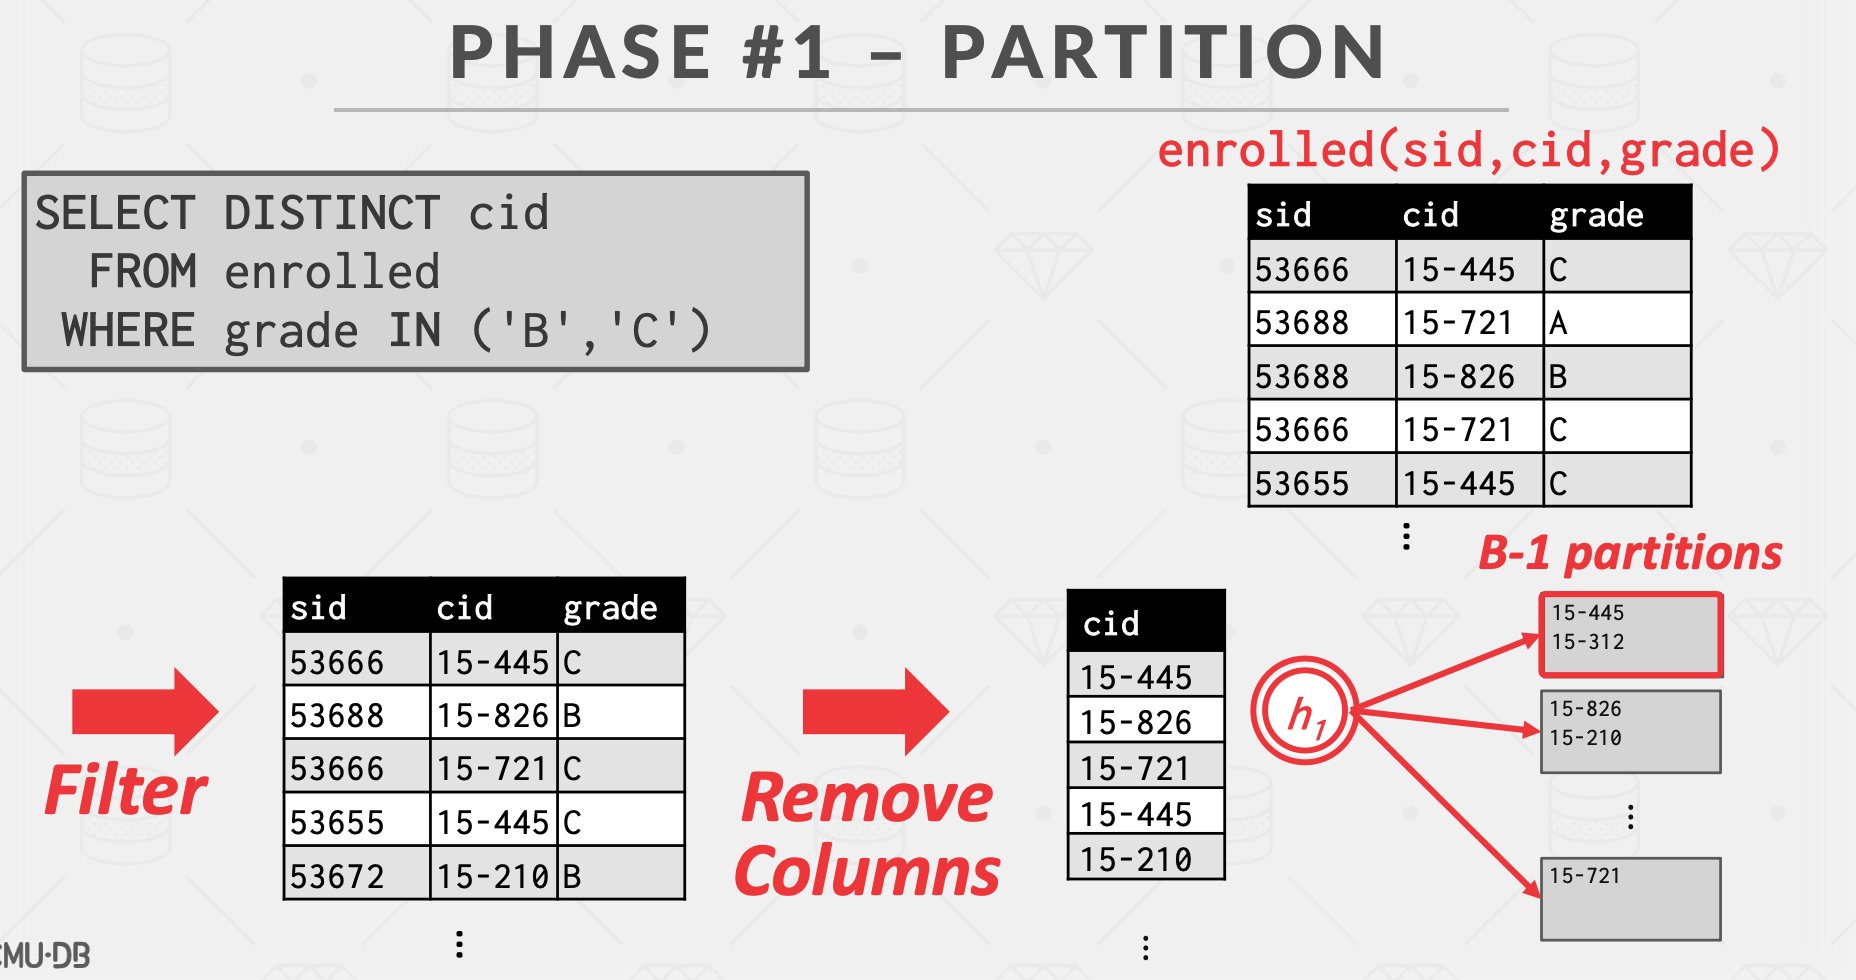 PHASE #1 – PARTITION
SELECT DISTINCT cid
FROM enrolled
WHERE grade IN ('B','C')
enrolled(sid,cid,grade)
sid cid grade
53666 15-445 C
53688 15-721 A
53688 15-826 B
53666 15-721 C
53655 15-445 C
⋮
Filter
sid cid grade
53666 15-445 C
53688 15-826 B
53666 15-721 C
53655 15-445 C
53672 15-210 B
⋮
Remove
Columns
cid
15-445
15-826
15-721
15-445
15-210
⋮
h1
B-1 partitions
15-445
15-312
15-826
15-210
⋮
15-721
CMU·DB